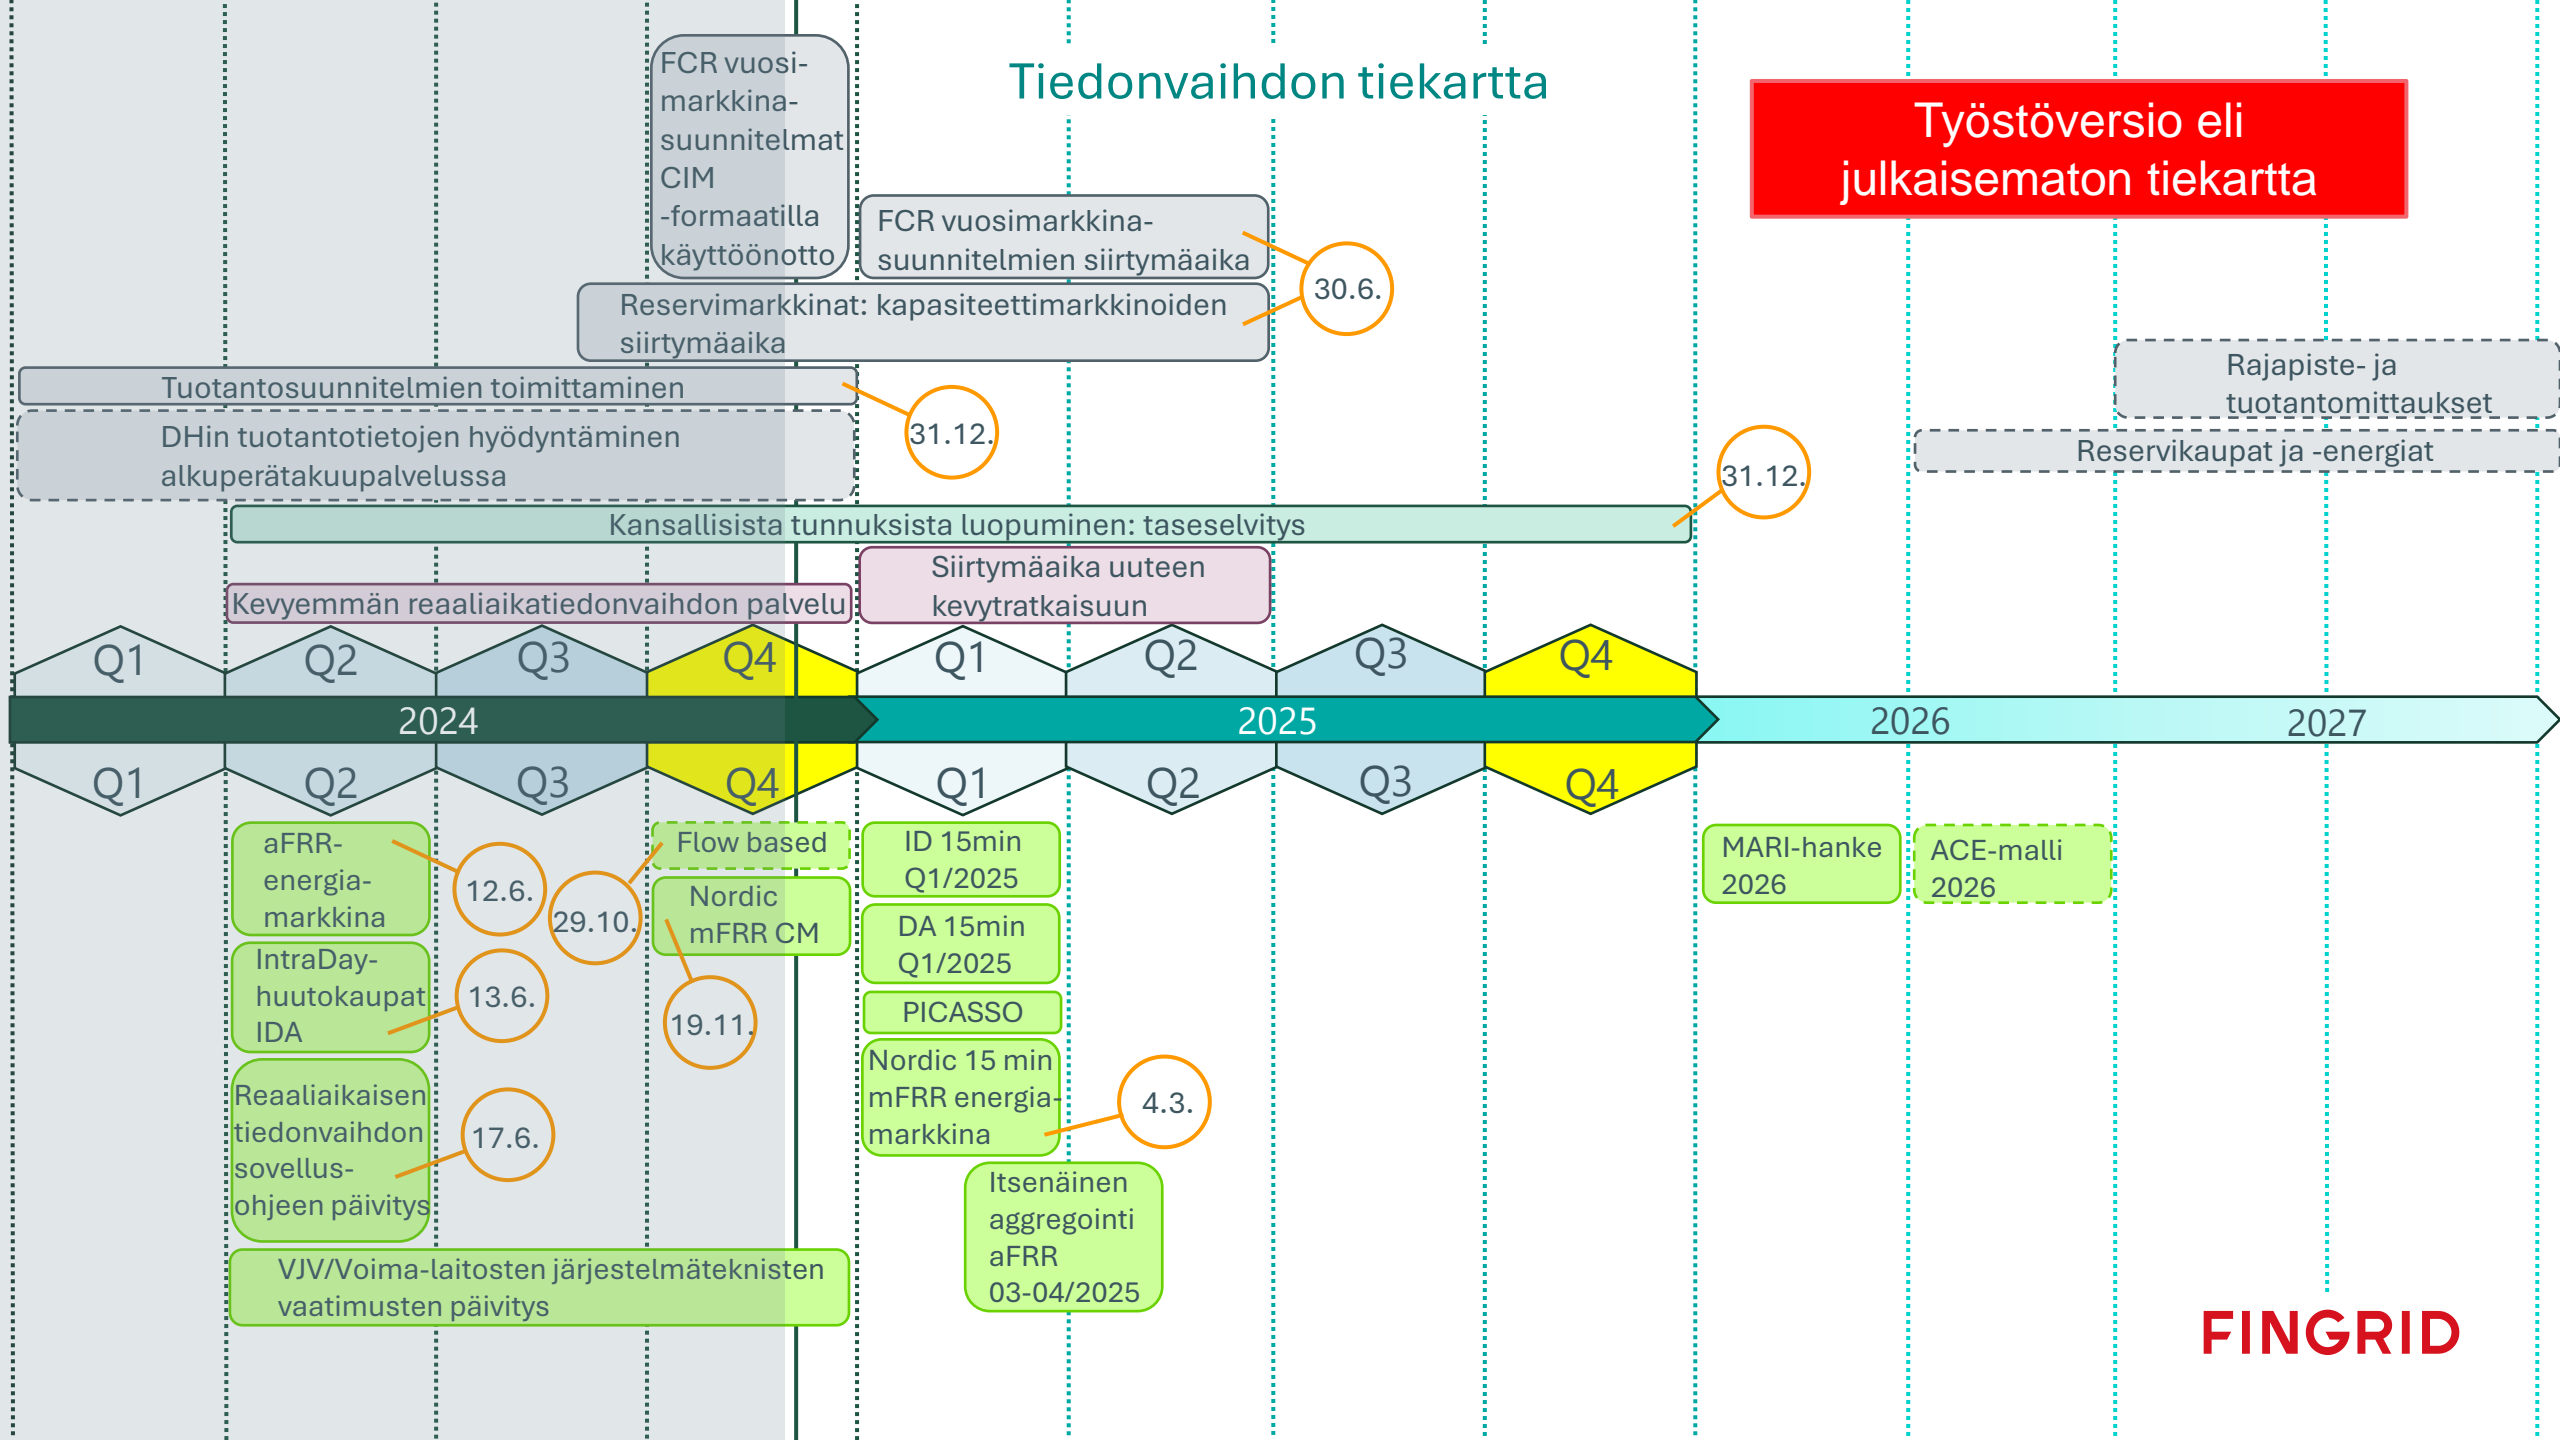 FCR vuosi-
markkina-
suunnitelmat
CIM
-formaatilla
käyttöönotto
Tiedonvaihdon tiekartta
Työstöversio eli
julkaisematon tiekartta
FCR vuosimarkkina-
suunnitelmien siirtymäaika
30.6.
Reservimarkkinat: kapasiteettimarkkinoiden
siirtymäaika
Tuotantosuunnitelmien toimittaminen
31.12.
DHin tuotantotietojen hyödyntäminen
alkuperätakuupalvelussa
Rajapiste- ja
tuotantomittaukset
Reservikaupat ja -energiat
31.12.
Kansallisista tunnuksista luopuminen: taseselvitys
Siirtymäaika uuteen
kevytratkaisuun
Kevyemmän reaaliaikatiedonvaihdon palvelu
Q1 Q2 Q3 Q4 Q1 Q2 Q3 Q4
2024 2025 2026 2027
Q1 Q2 Q3 Q4 Q1 Q2 Q3 Q4
aFRR-
energia-
markkina
12.6.
IntraDay-
huutokaupat
IDA
13.6.
Reaaliaikaisen
tiedonvaihdon
sovellus-
ohjeen päivitys
17.6.
VJV/Voima-laitosten järjestelmäteknisten
vaatimusten päivitys
Flow based
29.10.
Nordic
mFRR CM
19.11.
ID 15min
Q1/2025
DA 15min
Q1/2025
PICASSO
Nordic 15 min
mFRR energia-
markkina
4.3.
Itsenäinen
aggregointi
aFRR
03-04/2025
MARI-hanke
2026
ACE-malli
2026
FINGRID